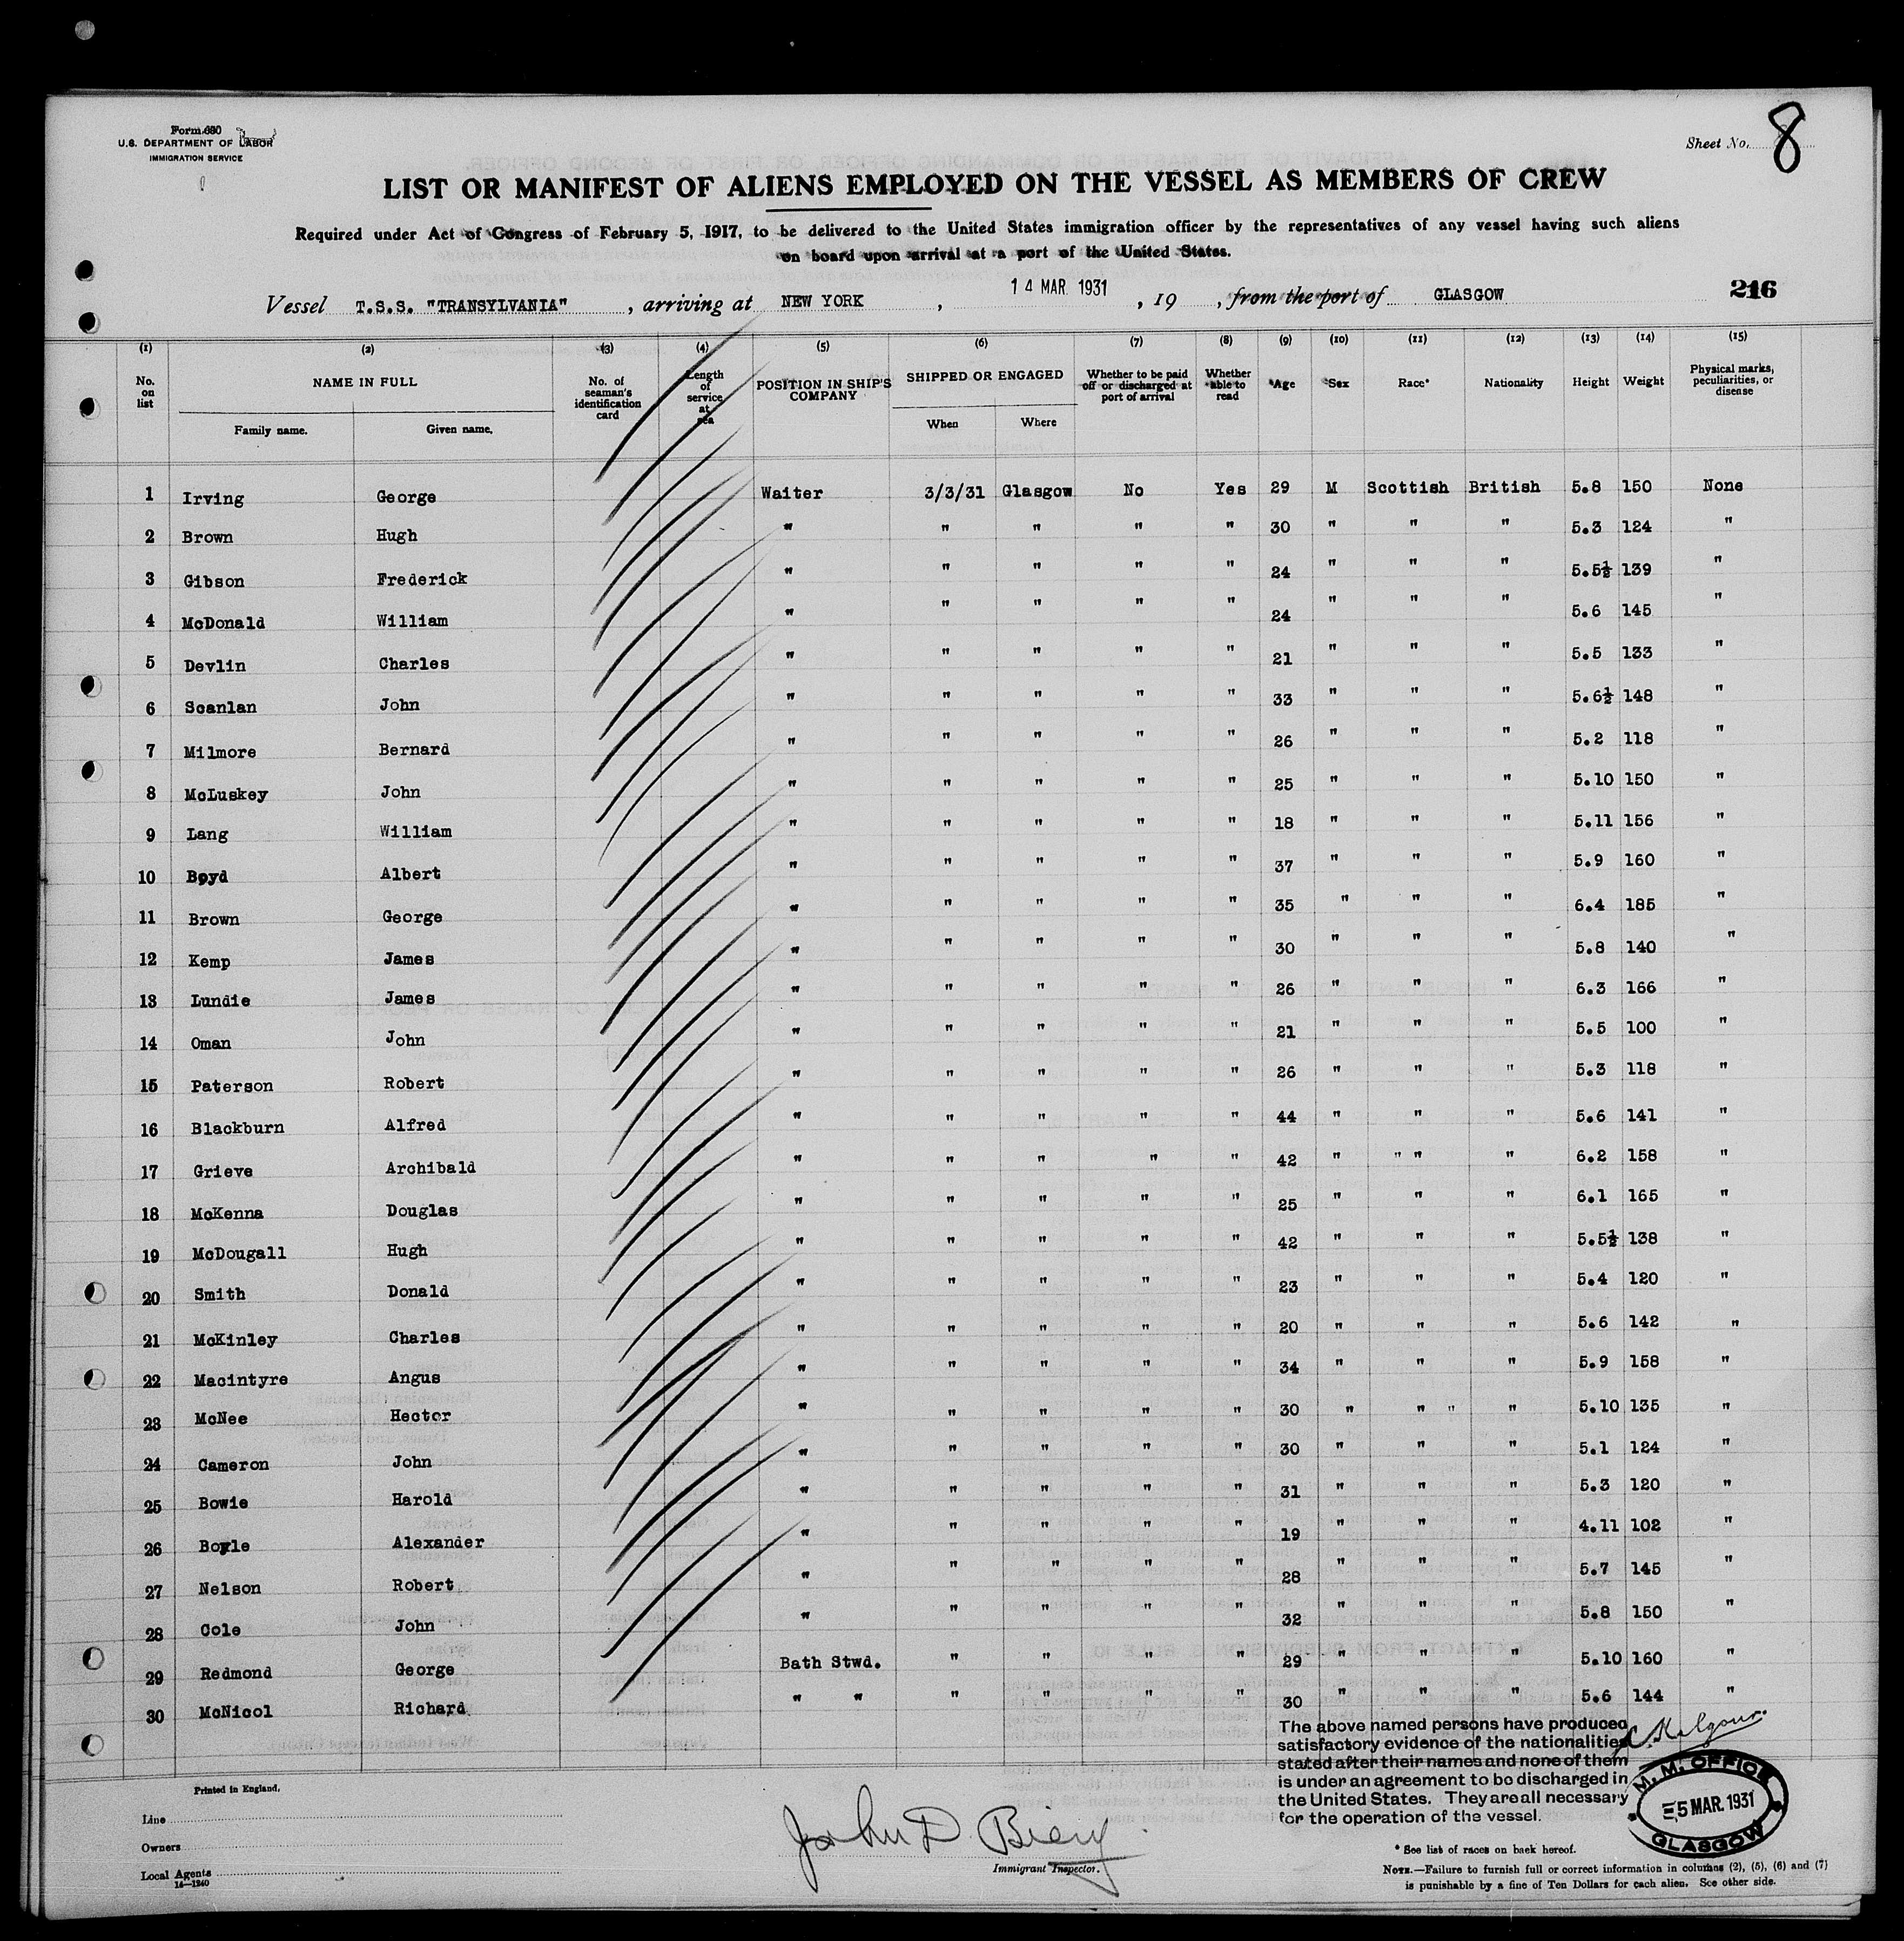 Form 680
U.S. DEPARTMENT OF LABOR
IMMIGRATION SERVICE
Sheet No. 8
LIST OR MANIFEST OF ALIENS EMPLOYED ON THE VESSEL AS MEMBERS OF CREW
Required under Act of Congress of February 5, 1917, to be delivered to the United States immigration officer by the representatives of any vessel having such aliens
on board upon arrival at a port of the United States.
Vessel T.S.S. "TRANSYLVANIA", arriving at NEW YORK, 14 MAR. 1931, 19 , from the port of GLASGOW 216
(1) (2) (3) (4) (5) (6) (7) (8) (9) (10) (11) (12) (13) (14) (15)
No. on list NAME IN FULL No. of seaman's identification card Length of service at sea POSITION IN SHIP'S COMPANY SHIPPED OR ENGAGED Whether to be paid off or discharged at port of arrival Whether able to read Age Sex Race* Nationality Height Weight Physical marks, peculiarities, or disease
Family name. Given name. When Where
1 Irving George Waiter 3/3/31 Glasgow No Yes 29 M Scottish British 5.8 150 None
2 Brown Hugh " " " " " 30 " " " 5.3 124 "
3 Gibson Frederick " " " " " 24 " " " 5.5½ 139 "
4 McDonald William " " " " " 24 " " " 5.6 145 "
5 Devlin Charles " " " " " 21 " " " 5.5 133 "
6 Scanlan John " " " " " 33 " " " 5.6½ 148 "
7 Milmore Bernard " " " " " 26 " " " 5.2 118 "
8 McLuskey John " " " " " 25 " " " 5.10 150 "
9 Lang William " " " " " 18 " " " 5.11 156 "
10 Boyd Albert " " " " " 37 " " " 5.9 160 "
11 Brown George " " " " " 35 " " " 6.4 185 "
12 Kemp James " " " " " 30 " " " 5.8 140 "
13 Lundie James " " " " " 26 " " " 6.3 166 "
14 Oman John " " " " " 21 " " " 5.5 100 "
15 Paterson Robert " " " " " 26 " " " 5.3 118 "
16 Blackburn Alfred " " " " " 44 " " " 5.6 141 "
17 Grieve Archibald " " " " " 42 " " " " 6.2 158 "
18 McKenna Douglas " " " " " 25 " " " 6.1 165 "
19 McDougall Hugh " " " " " 42 " " " 5.5½ 138 "
20 Smith Donald " " " " " 23 " " " 5.4 120 "
21 McKinley Charles " " " " " 20 " " " 5.6 142 "
22 Macintyre Angus " " " " " 34 " " " 5.9 158 "
23 McNee Hector " " " " " 30 " " " " 5.10 135 "
24 Cameron John " " " " " 30 " " " 5.1 124 "
25 Bowie Harold " " " " " 31 " " " 5.3 120 "
26 Boyle Alexander " " " " " 19 " " " 4.11 102 "
27 Nelson Robert " " " " " 28 " " " 5.7 145 "
28 Cole John " " " " " 32 " " " 5.8 150 "
29 Redmond George Bath Stwd. " " " " 29 " " " 5.10 160 "
30 McNicol Richard " " " " " " 30 " " " 5.6 144 "
The above named persons have produced
satisfactory evidence of the nationalities
stated after their names and none of them
is under an agreement to be discharged in
the United States. They are all necessary
for the operation of the vessel.
Kilgour
M. M. OFFICE
5 MAR. 1931
GLASGOW
Printed in England.
Line
Owners
Local Agents
14—1240
John D Biery
Immigrant Inspector.
* See list of races on back hereof.
NOTE.—Failure to furnish full or correct information in columns (2), (5), (6) and (7)
is punishable by a fine of Ten Dollars for each alien. See other side.